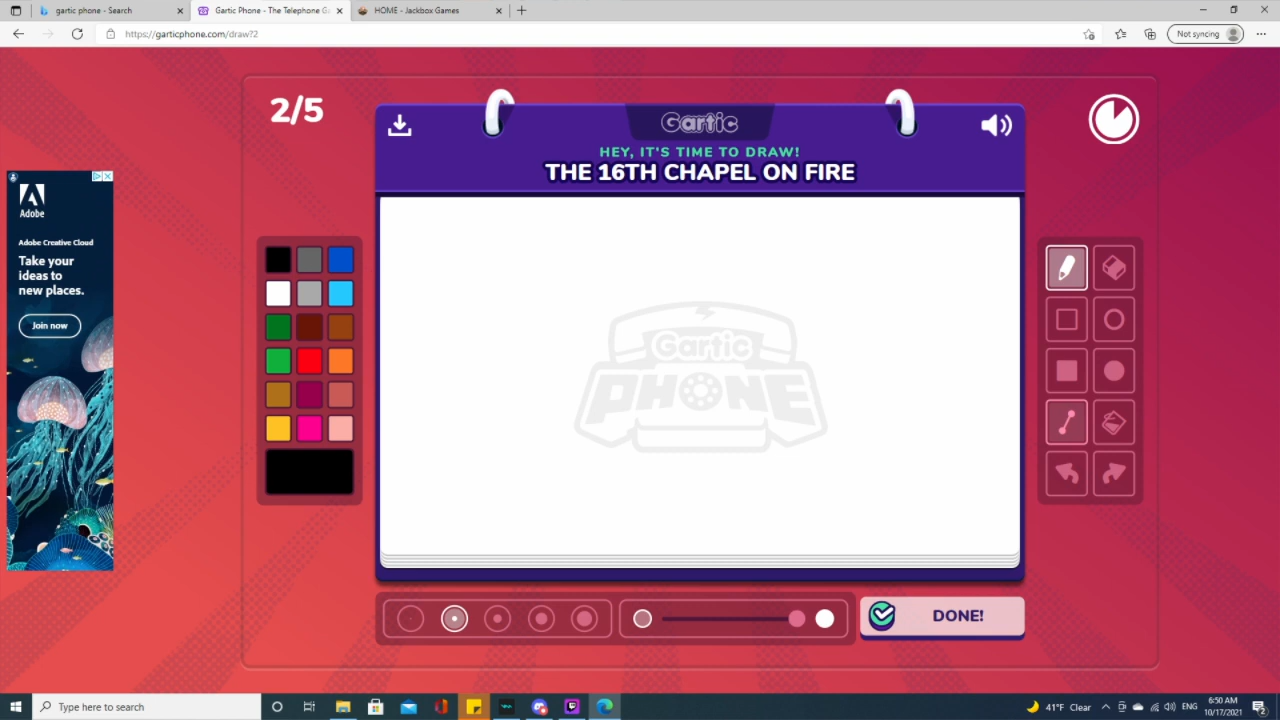 gartic phone - Search
Gartic Phone - The Telephone Ga
HOME - Jackbox Games
https://garticphone.com/draw?2
Not syncing
2/5
Gartic
HEY, IT'S TIME TO DRAW!
THE 16TH CHAPEL ON FIRE
Adobe
Adobe Creative Cloud
Take your
ideas to
new places.
Join now
Gartic
PHONE
DONE!
Type here to search
41°F Clear
ENG
6:50 AM
10/17/2021
2